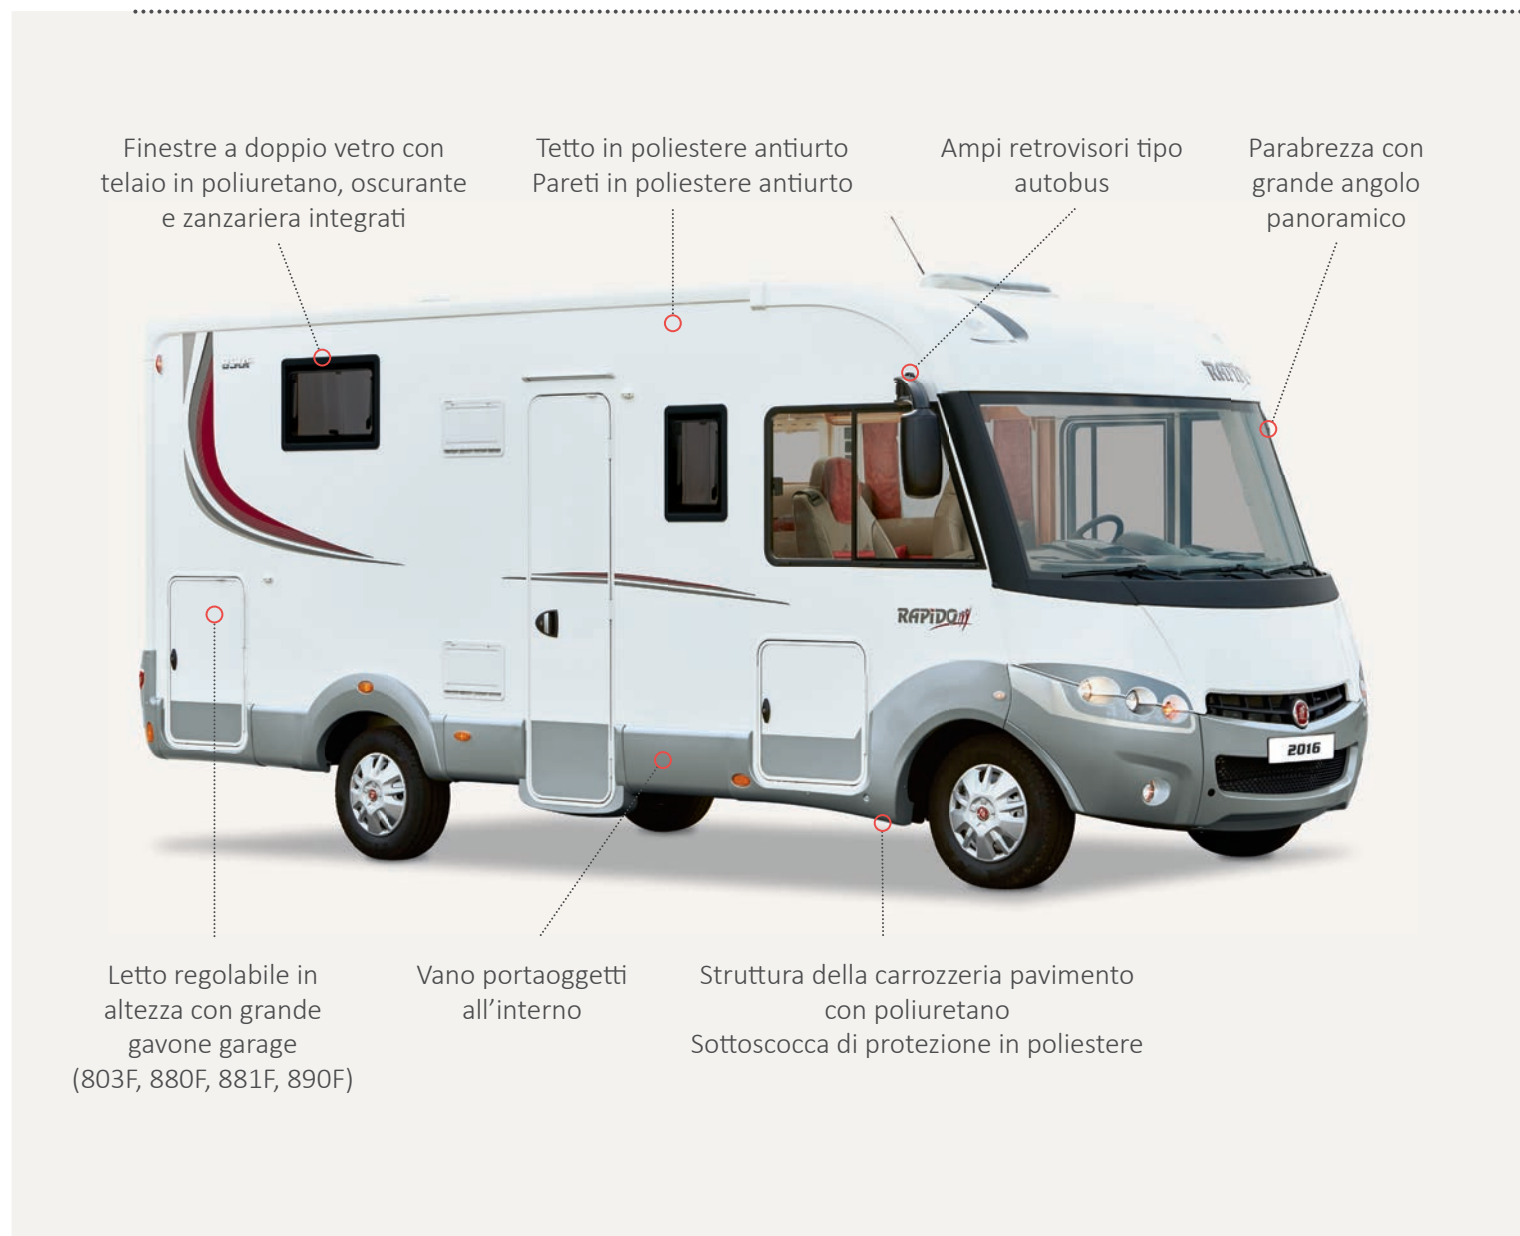 Finestre a doppio vetro con
telaio in poliuretano, oscurante
e zanzariera integrati
Tetto in poliestere antiurto
Pareti in poliestere antiurto
Ampi retrovisori tipo
autobus
Parabrezza con
grande angolo
panoramico
RAPIDO
RAPIDO
2016
Letto regolabile in
altezza con grande
gavone garage
(803F, 880F, 881F, 890F)
Vano portaoggetti
all’interno
Struttura della carrozzeria pavimento
con poliuretano
Sottoscocca di protezione in poliestere